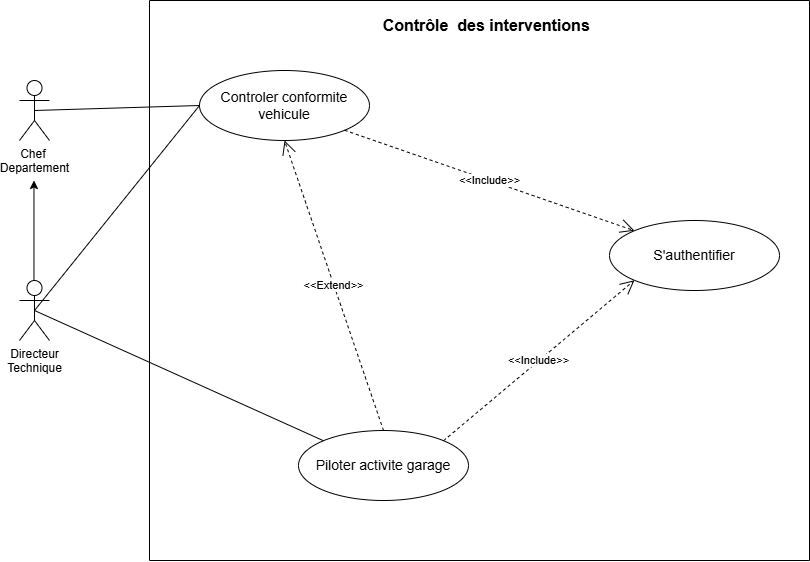 Contrôle  des interventions
Controler conformite
vehicule
Chef
Departement
<<Include>>
S'authentifier
<<Extend>>
Directeur
Technique
<<Include>>
Piloter activite garage